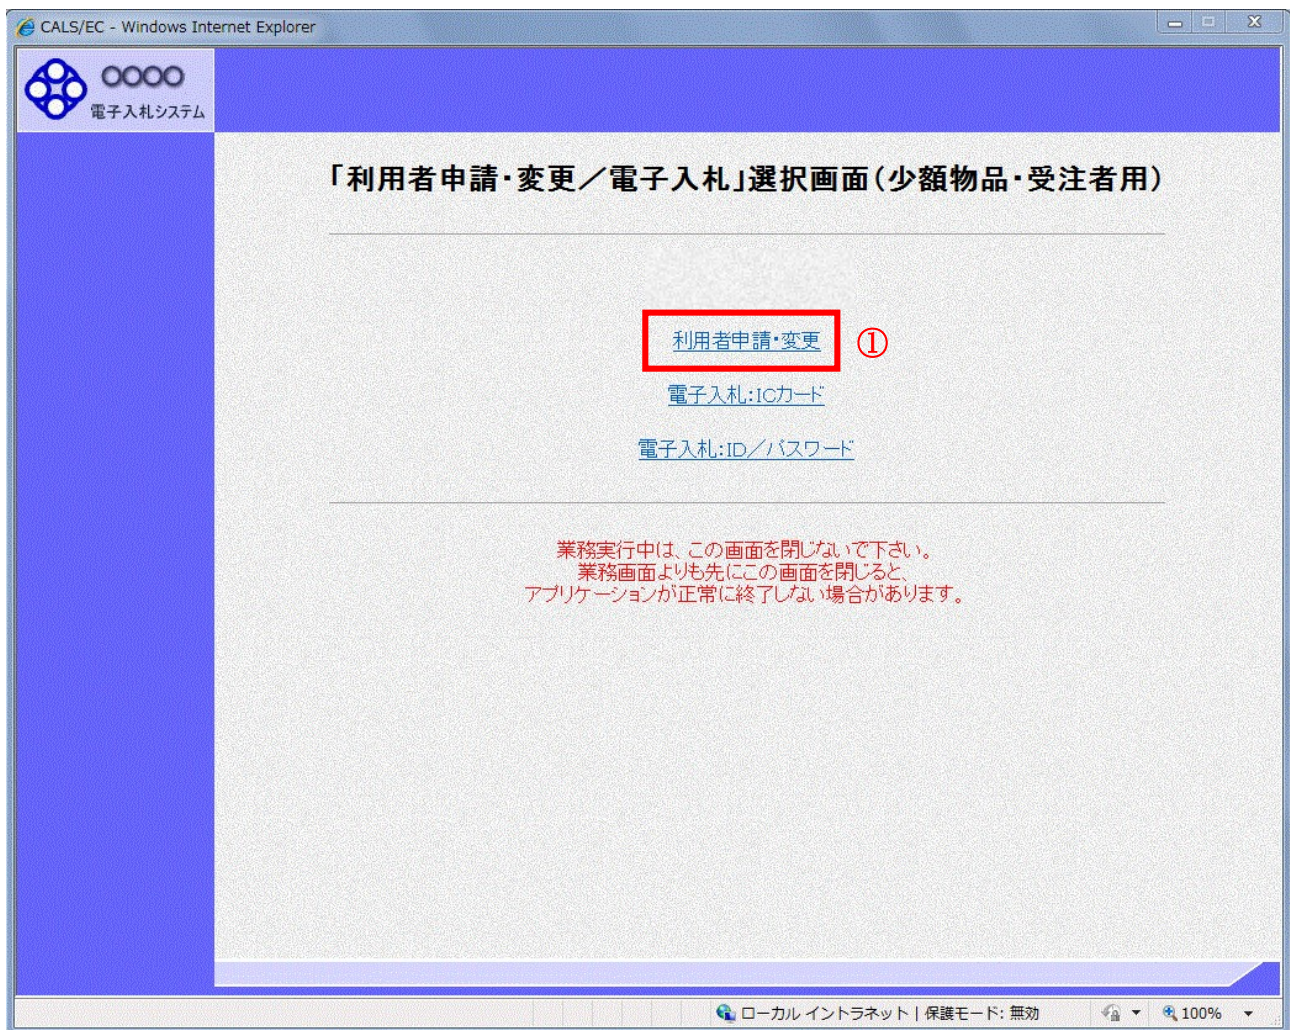 CALS/EC - Windows Internet Explorer
〇〇〇〇
電子入札システム
「利用者申請・変更／電子入札」選択画面(少額物品・受注者用)
利用者申請・変更 ①
電子入札:ICカード
電子入札:ID／パスワード
業務実行中は、この画面を閉じないで下さい。
業務画面よりも先にこの画面を閉じると、
アプリケーションが正常に終了しない場合があります。
ローカル イントラネット | 保護モード: 無効 100%